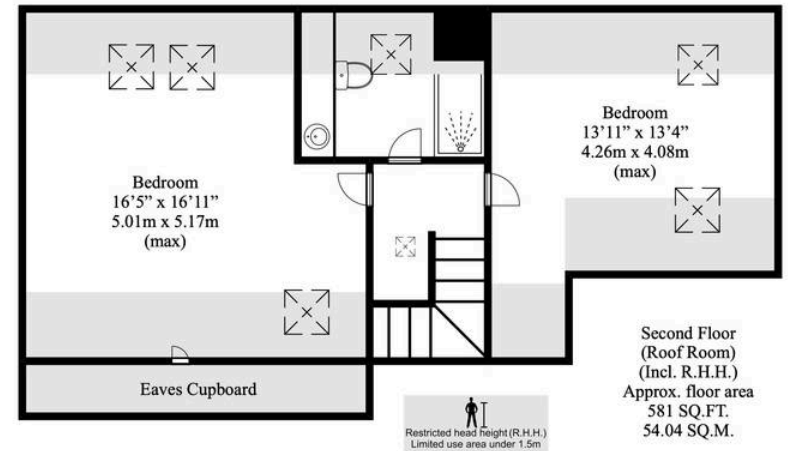 Bedroom
16’5” x 16’11”
5.01m x 5.17m
(max)
Bedroom
13’11” x 13’4”
4.26m x 4.08m
(max)
Eaves Cupboard
Restricted head height (R.H.H.)
Limited use area under 1.5m
Second Floor
(Roof Room)
(Incl. R.H.H.)
Approx. floor area
581 SQ.FT.
54.04 SQ.M.